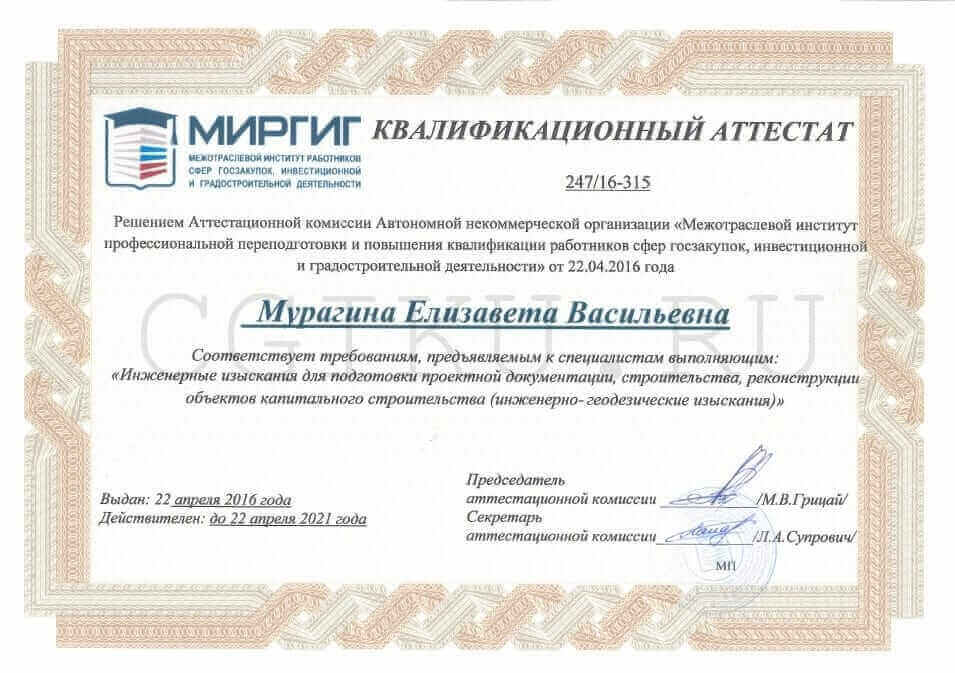 МИРГИГ
МЕЖОТРАСЛЕВОЙ ИНСТИТУТ РАБОТНИКОВ
СФЕР ГОСЗАКУПОК, ИНВЕСТИЦИОННОЙ
И ГРАДОСТРОИТЕЛЬНОЙ ДЕЯТЕЛЬНОСТИ
КВАЛИФИКАЦИОННЫЙ АТТЕСТАТ
247/16-315
Решением Аттестационной комиссии Автономной некоммерческой организации «Межотраслевой институт
профессиональной переподготовки и повышения квалификации работников сфер госзакупок, инвестиционной
и градостроительной деятельности» от 22.04.2016 года
CGIKU.RU
Мурагина Елизавета Васильевна
Соответствует требованиям, предъявляемым к специалистам выполняющим:
«Инженерные изыскания для подготовки проектной документации, строительства, реконструкции
объектов капитального строительства (инженерно- геодезические изыскания)»
Выдан: 22 апреля 2016 года
Действителен: до 22 апреля 2021 года
Председатель
аттестационной комиссии /М.В.Грицай/
Секретарь
аттестационной комиссии /Л.А.Супрович/
МП